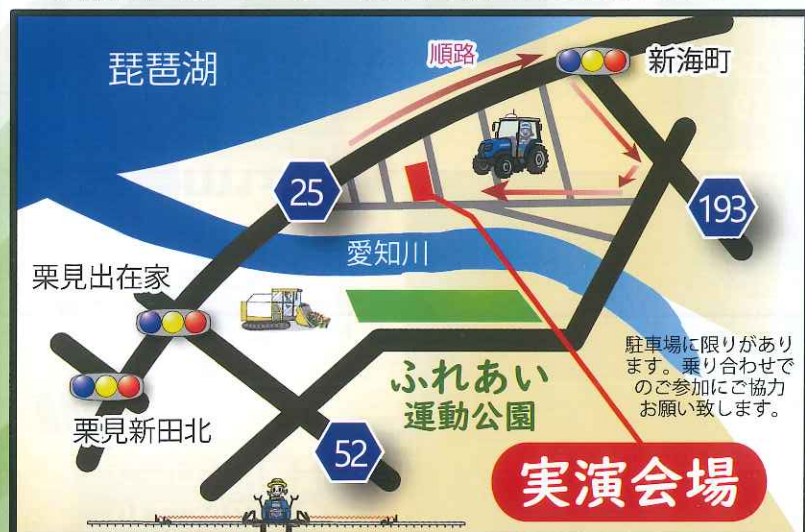 琵琶湖
順路
新海町
25
193
愛知川
栗見出在家
駐車場に限りがあり
ます。乗り合わせで
のご参加にご協力
お願い致します。
ふれあい
運動公園
栗見新田北
52
実演会場